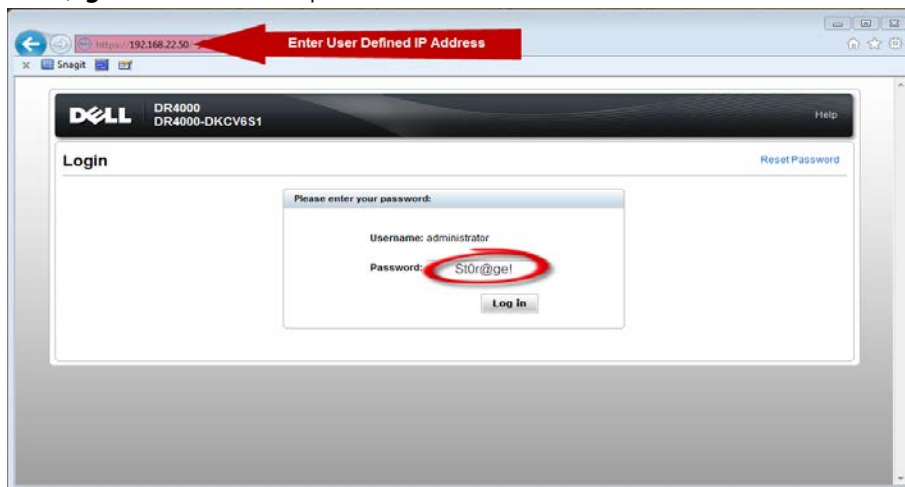 https://192.168.22.50
Enter User Defined IP Address
Snagit
DELL
DR4000
DR4000-DKCV6S1
Help
Login
Reset Password
Please enter your password:
Username: administrator
Password: St0r@ge!
Log in